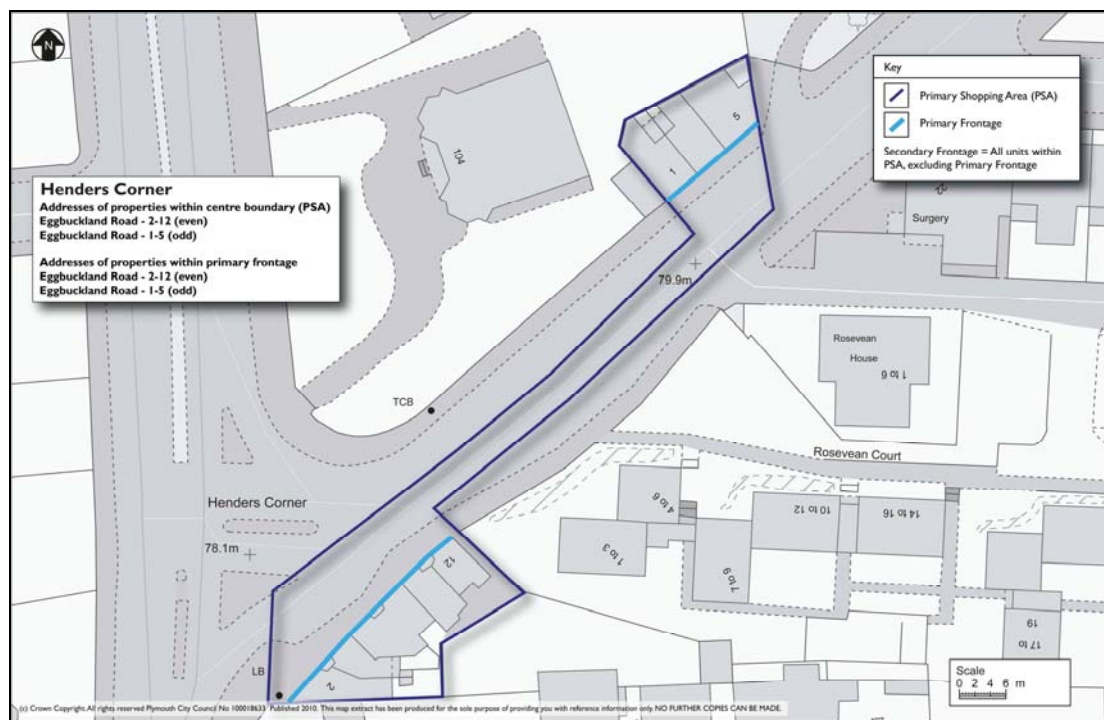 N
Key
Primary Shopping Area (PSA)
Primary Frontage
Secondary Frontage = All units within
PSA, excluding Primary Frontage
Henders Corner
Addresses of properties within centre boundary (PSA)
Eggbuckland Road - 2-12 (even)
Eggbuckland Road - 1-5 (odd)
Addresses of properties within primary frontage
Eggbuckland Road - 2-12 (even)
Eggbuckland Road - 1-5 (odd)
104
5
1
22
Surgery
79.9m
Rosevean
House
1 to 6
TCB
Rosevean Court
Henders Corner
4 to 6
10 to 12
14 to 16
78.1m
12
1 to 3
7 to 9
19
17 to
LB
2
Scale
0 2 4 6 m
(c) Crown Copyright. All rights reserved Plymouth City Council No 100018633 Published 2010. This map extract has been produced for the sole purpose of providing you with reference information only. NO FURTHER COPIES CAN BE MADE.